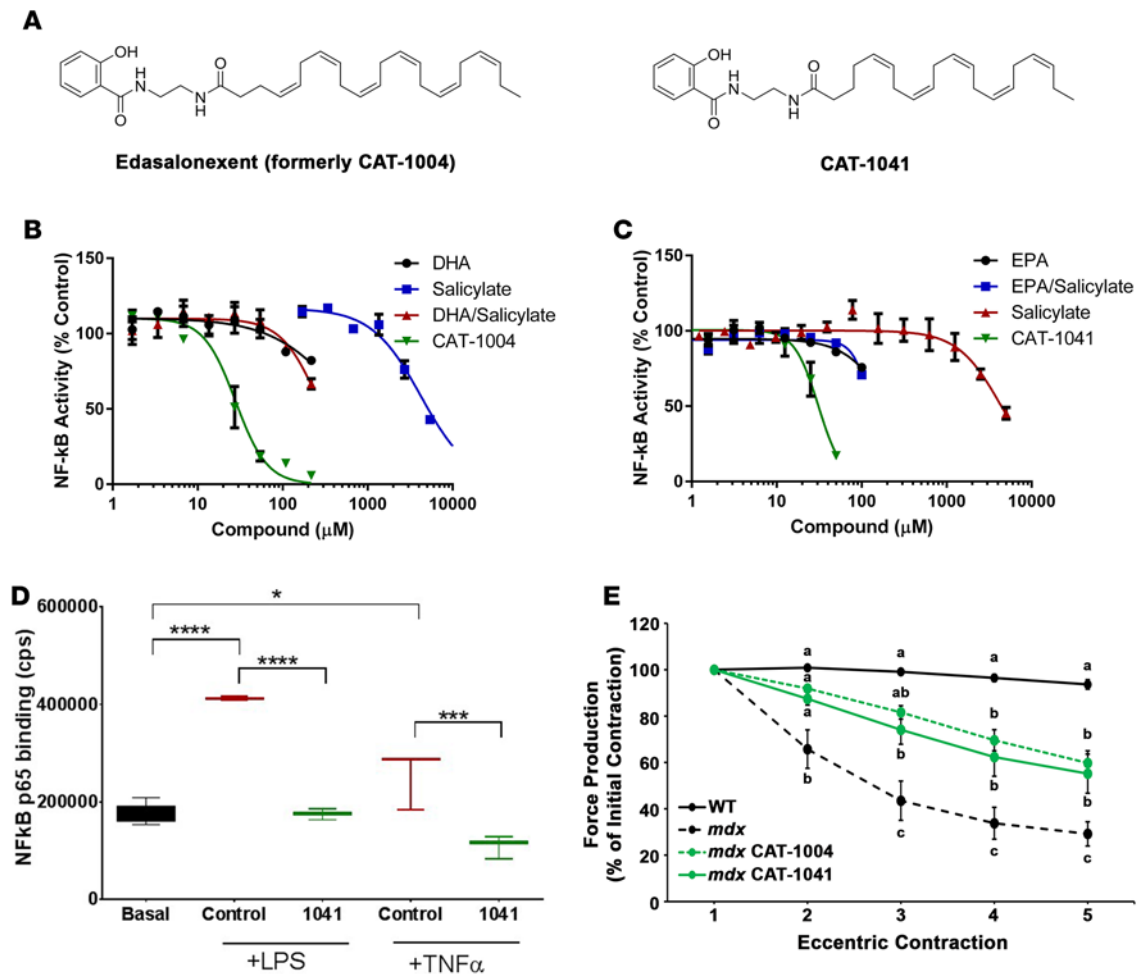 A
OH
H
N
O
N
H
O
Edasalonexent (formerly CAT-1004)
OH
H
N
O
N
H
O
CAT-1041
B
NF-kB Activity (% Control)
150
100
50
0
1 10 100 1000 10000
Compound (µM)
DHA
Salicylate
DHA/Salicylate
CAT-1004
C
NF-kB Activity (% Control)
150
100
50
0
1 10 100 1000 10000
Compound (µM)
EPA
EPA/Salicylate
Salicylate
CAT-1041
D
NFkB p65 binding (cps)
600000
400000
200000
0
*
****
****
***
Basal Control 1041 Control 1041
+LPS +TNFα
E
Force Production
(% of Initial Contraction)
120
100
80
60
40
20
0
a a a a
a ab b b
a b b b
b c c c
WT
mdx
mdx CAT-1004
mdx CAT-1041
1 2 3 4 5
Eccentric Contraction